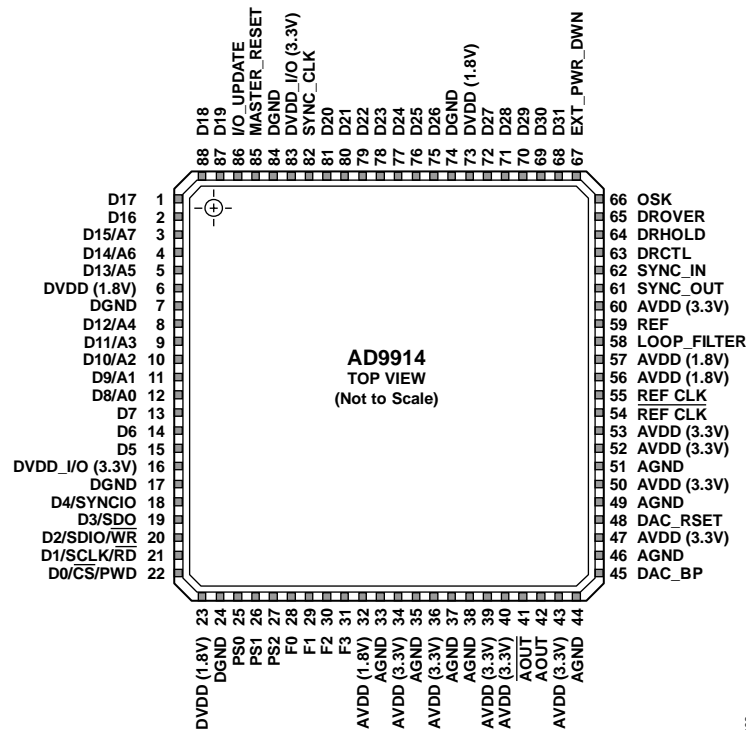 D18
D19
I/O_UPDATE
MASTER_RESET
DGND
DVDD_I/O (3.3V)
SYNC_CLK
D20
D21
D22
D23
D24
D25
D26
DGND
DVDD (1.8V)
D27
D28
D29
D30
D31
EXT_PWR_DWN
88
87
86
85
84
83
82
81
80
79
78
77
76
75
74
73
72
71
70
69
68
67
D17 1
D16 2
D15/A7 3
D14/A6 4
D13/A5 5
DVDD (1.8V) 6
DGND 7
D12/A4 8
D11/A3 9
D10/A2 10
D9/A1 11
D8/A0 12
D7 13
D6 14
D5 15
DVDD_I/O (3.3V) 16
DGND 17
D4/SYNCIO 18
D3/SDO 19
D2/SDIO/WR 20
D1/SCLK/RD 21
D0/CS/PWD 22
AD9914
TOP VIEW
(Not to Scale)
66 OSK
65 DROVER
64 DRHOLD
63 DRCTL
62 SYNC_IN
61 SYNC_OUT
60 AVDD (3.3V)
59 REF
58 LOOP_FILTER
57 AVDD (1.8V)
56 AVDD (1.8V)
55 REF CLK
54 REF CLK
53 AVDD (3.3V)
52 AVDD (3.3V)
51 AGND
50 AVDD (3.3V)
49 AGND
48 DAC_RSET
47 AVDD (3.3V)
46 AGND
45 DAC_BP
23
24
25
26
27
28
29
30
31
32
33
34
35
36
37
38
39
40
41
42
43
44
DVDD (1.8V)
DGND
PS0
PS1
PS2
F0
F1
F2
F3
AVDD (1.8V)
AGND
AVDD (3.3V)
AGND
AVDD (3.3V)
AGND
AGND
AVDD (3.3V)
AVDD (3.3V)
AOUT
AOUT
AVDD (3.3V)
AGND